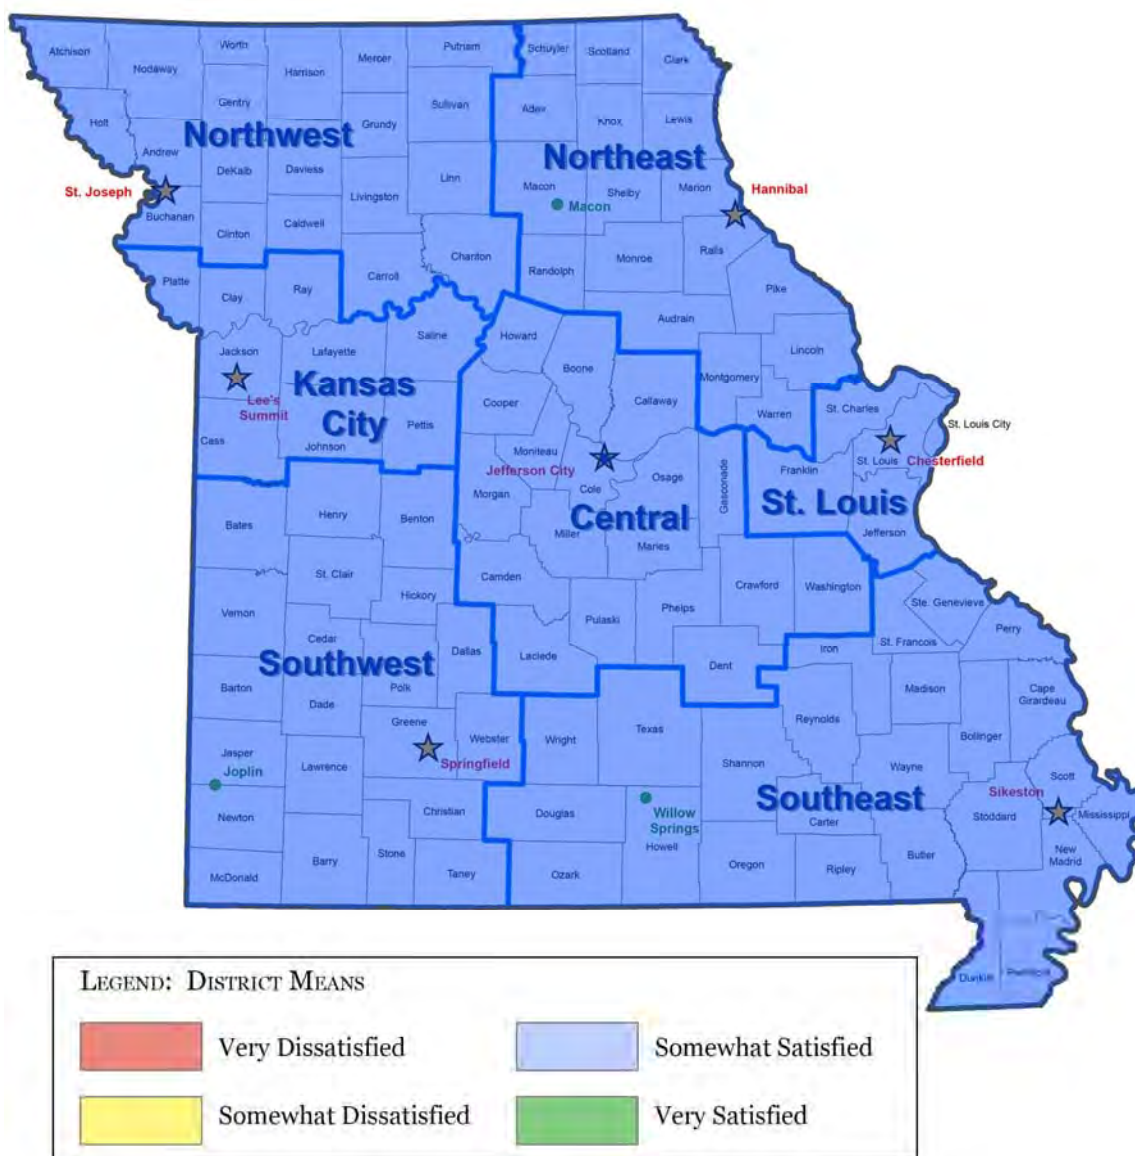 Atchison
Nodaway
Worth
Harrison
Mercer
Putnam
Schuyler
Scotland
Clark
Gentry
Sullivan
Adair
Knox
Lewis
Holt
Andrew
Northwest
Grundy
Northeast
DeKalb
Daviess
Linn
Macon
Shelby
Marion
Hannibal
St. Joseph
Livingston
Macon
Buchanan
Clinton
Caldwell
Chariton
Ralls
Monroe
Randolph
Carroll
Platte
Clay
Ray
Pike
Audrain
Saline
Howard
Lincoln
Jackson
Lafayette
Boone
Montgomery
Kansas
City
Lee's
Summit
Cooper
Callaway
St. Charles
Warren
St. Louis City
Cass
Johnson
Pettis
Moniteau
Jefferson City
Franklin
St. Louis
Chesterfield
Osage
Gasconade
Cole
Morgan
St. Louis
Central
Bates
Henry
Benton
Miller
Maries
Jefferson
St. Clair
Camden
Crawford
Washington
Hickory
Phelps
Ste. Genevieve
Vernon
Pulaski
Perry
Cedar
St. Francois
Iron
Dallas
Southwest
Laclede
Dent
Barton
Polk
Madison
Cape
Girardeau
Dade
Greene
Reynolds
Texas
Wright
Webster
Bollinger
Jasper
Joplin
Lawrence
Springfield
Shannon
Wayne
Scott
Southeast
Sikeston
Christian
Douglas
Willow
Springs
Carter
Stoddard
Mississippi
Newton
Howell
Butler
New
Madrid
Barry
Stone
Oregon
Ripley
McDonald
Taney
Ozark
Dunklin
Pemiscot
LEGEND: DISTRICT MEANS
Very Dissatisfied
Somewhat Satisfied
Somewhat Dissatisfied
Very Satisfied